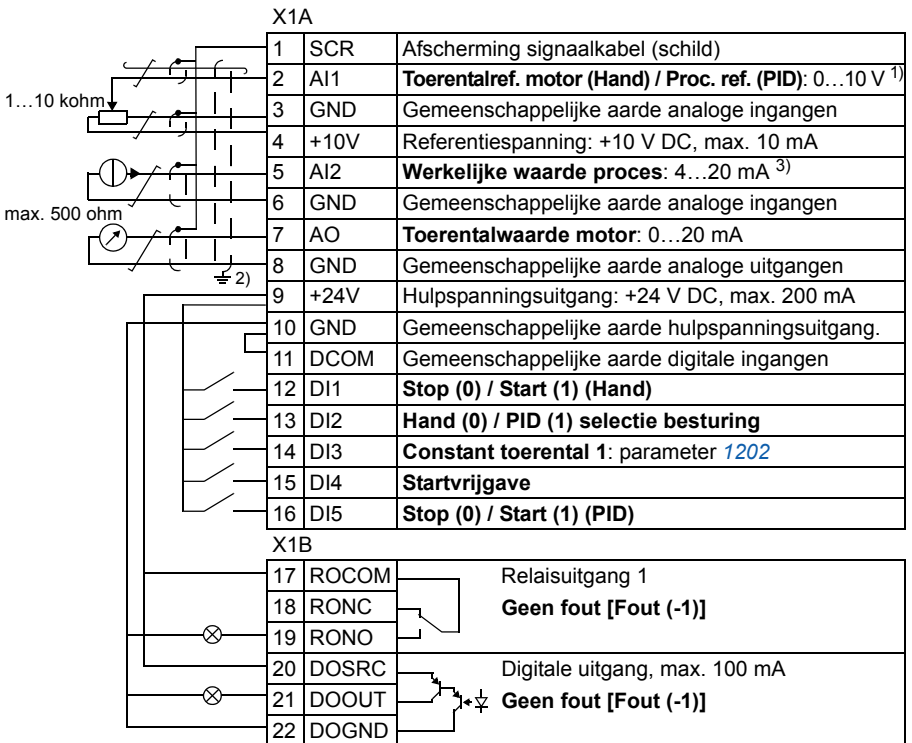 X1A
1 SCR Afscherming signaalkabel (schild)
2 AI1 Toerentalref. motor (Hand) / Proc. ref. (PID): 0…10 V 1)
1…10 kohm
3 GND Gemeenschappelijke aarde analoge ingangen
4 +10V Referentiespanning: +10 V DC, max. 10 mA
5 AI2 Werkelijke waarde proces: 4…20 mA 3)
6 GND Gemeenschappelijke aarde analoge ingangen
max. 500 ohm
7 AO Toerentalwaarde motor: 0…20 mA
8 GND Gemeenschappelijke aarde analoge uitgangen
2)
9 +24V Hulpspanningsuitgang: +24 V DC, max. 200 mA
10 GND Gemeenschappelijke aarde hulpspanningsuitgang.
11 DCOM Gemeenschappelijke aarde digitale ingangen
12 DI1 Stop (0) / Start (1) (Hand)
13 DI2 Hand (0) / PID (1) selectie besturing
14 DI3 Constant toerental 1: parameter 1202
15 DI4 Startvrijgave
16 DI5 Stop (0) / Start (1) (PID)
X1B
17 ROCOM Relaisuitgang 1
18 RONC Geen fout [Fout (-1)]
19 RONO
20 DOSRC Digitale uitgang, max. 100 mA
21 DOOUT Geen fout [Fout (-1)]
22 DOGND